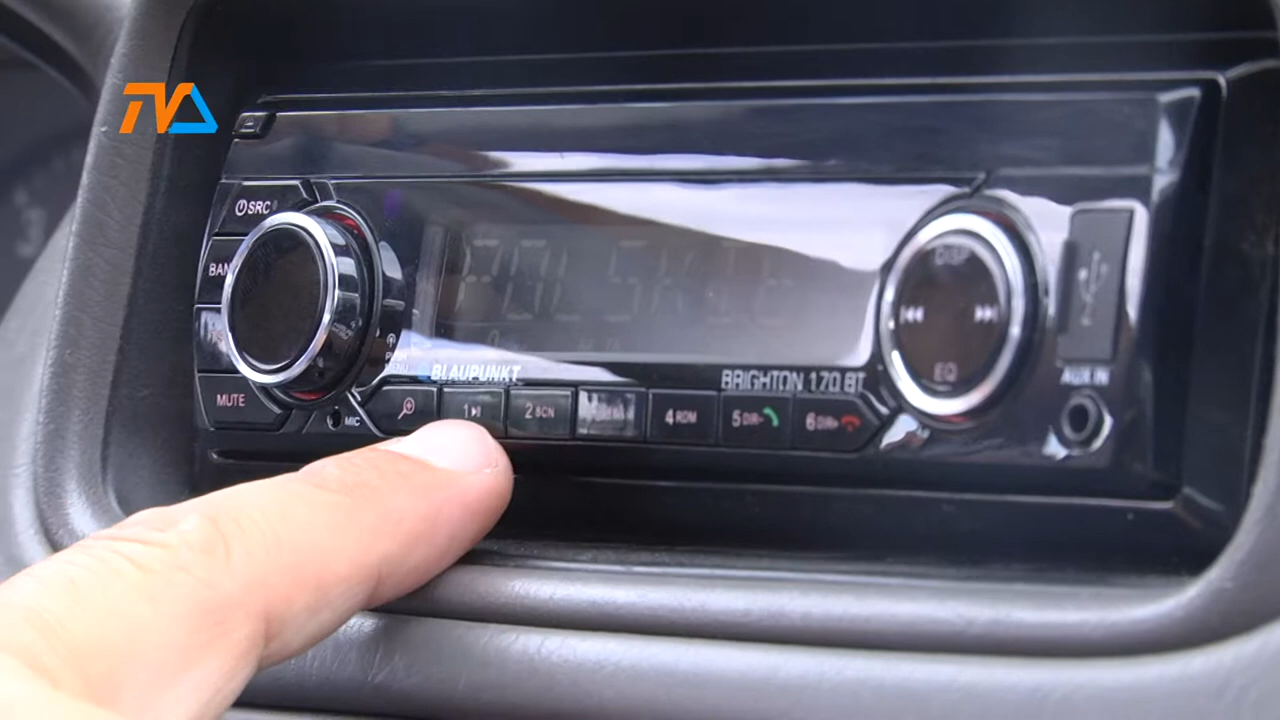 TVA
SRC
BAN
MUTE
MIC
BLAUPUNKT
BRIGHTON 170 BT
1
2 SCN
4 RDM
5 DIR-
6 DIR+
DISP
EQ
AUX IN